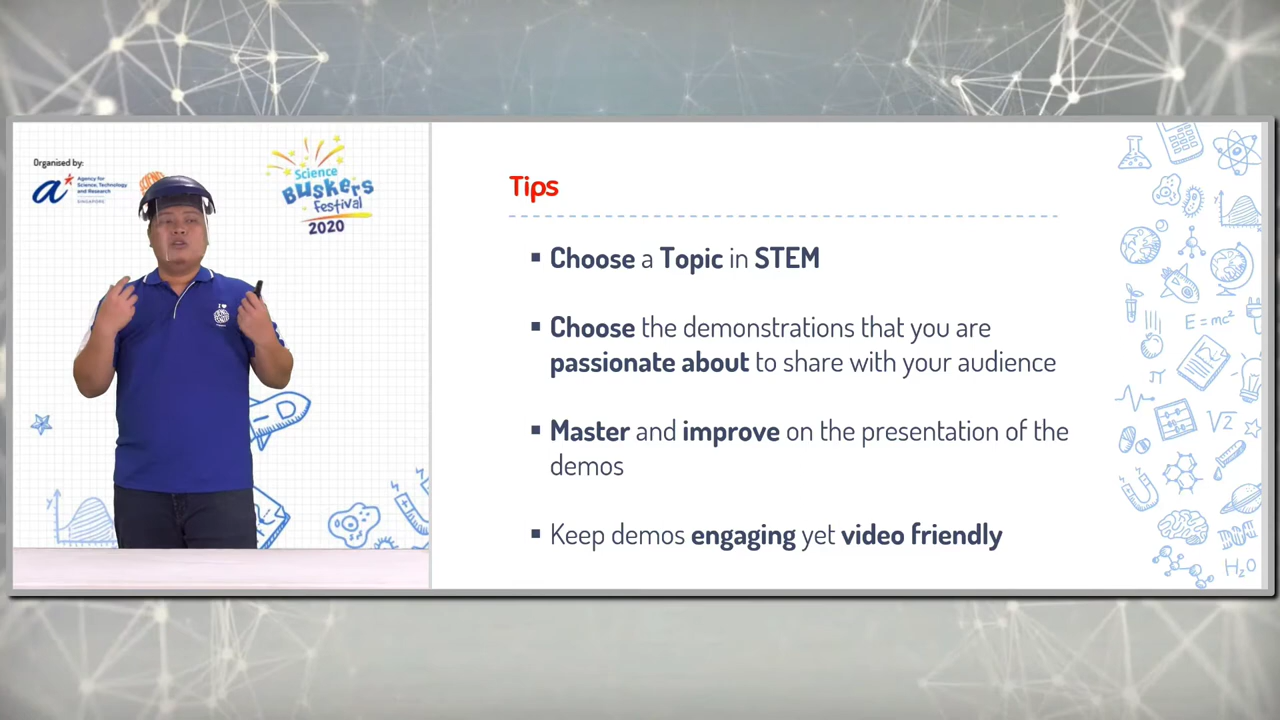 Organised by:
a*
Agency for
Science, Technology
and Research
SINGAPORE
Science
Buskers
Festival
2020
Tips
▪ Choose a Topic in STEM
▪ Choose the demonstrations that you are
passionate about to share with your audience
▪ Master and improve on the presentation of the
demos
▪ Keep demos engaging yet video friendly
E=mc²
π
√2
H₂O
y
x
y